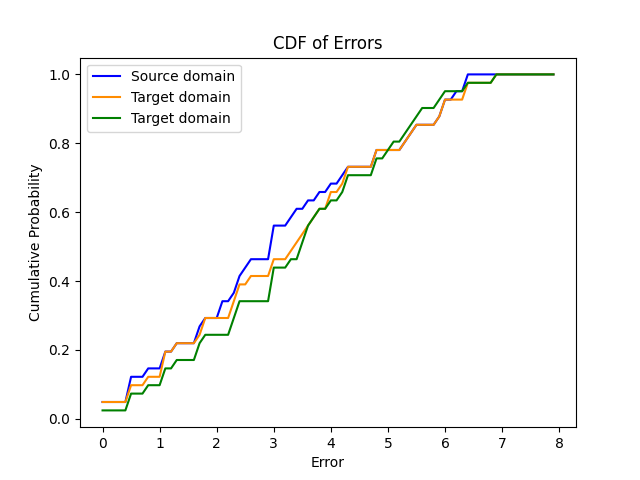 CDF of Errors
Source domain
Target domain
Target domain
Cumulative Probability
1.0
0.8
0.6
0.4
0.2
0.0
0 1 2 3 4 5 6 7 8
Error